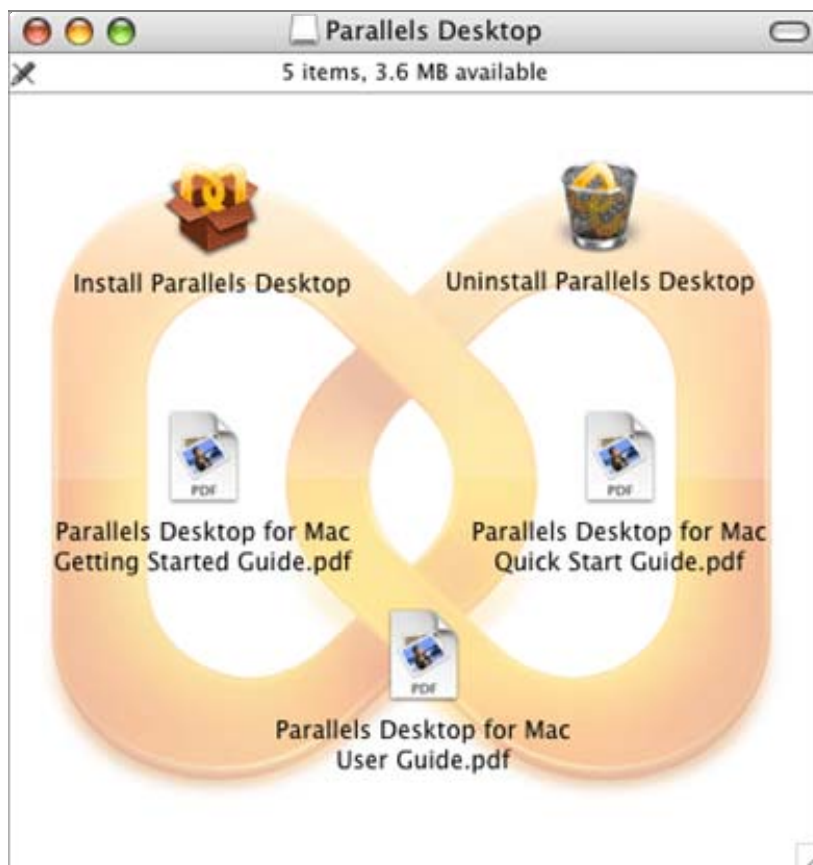 Parallels Desktop
5 items, 3.6 MB available
Install Parallels Desktop
Uninstall Parallels Desktop
PDF
Parallels Desktop for Mac
Getting Started Guide.pdf
PDF
Parallels Desktop for Mac
Quick Start Guide.pdf
PDF
Parallels Desktop for Mac
User Guide.pdf